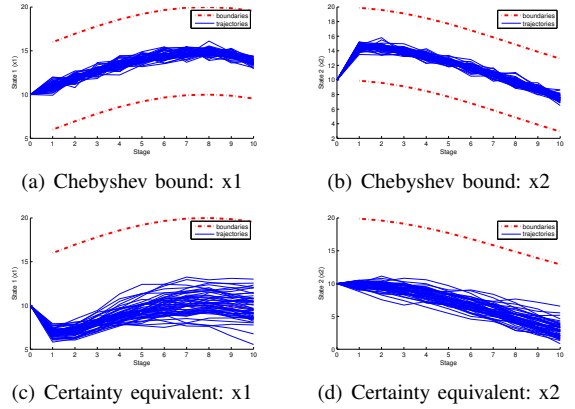 20
15
10
5
State 1 (x1)
0 1 2 3 4 5 6 7 8 9 10
Stage
boundaries
trajectories
(a) Chebyshev bound: x1
20
18
16
14
12
10
8
6
4
2
State 2 (x2)
0 1 2 3 4 5 6 7 8 9 10
Stage
boundaries
trajectories
(b) Chebyshev bound: x2
20
15
10
5
State 1 (x1)
0 1 2 3 4 5 6 7 8 9 10
Stage
boundaries
trajectories
(c) Certainty equivalent: x1
20
15
10
5
0
State 2 (x2)
0 1 2 3 4 5 6 7 8 9 10
Stage
boundaries
trajectories
(d) Certainty equivalent: x2